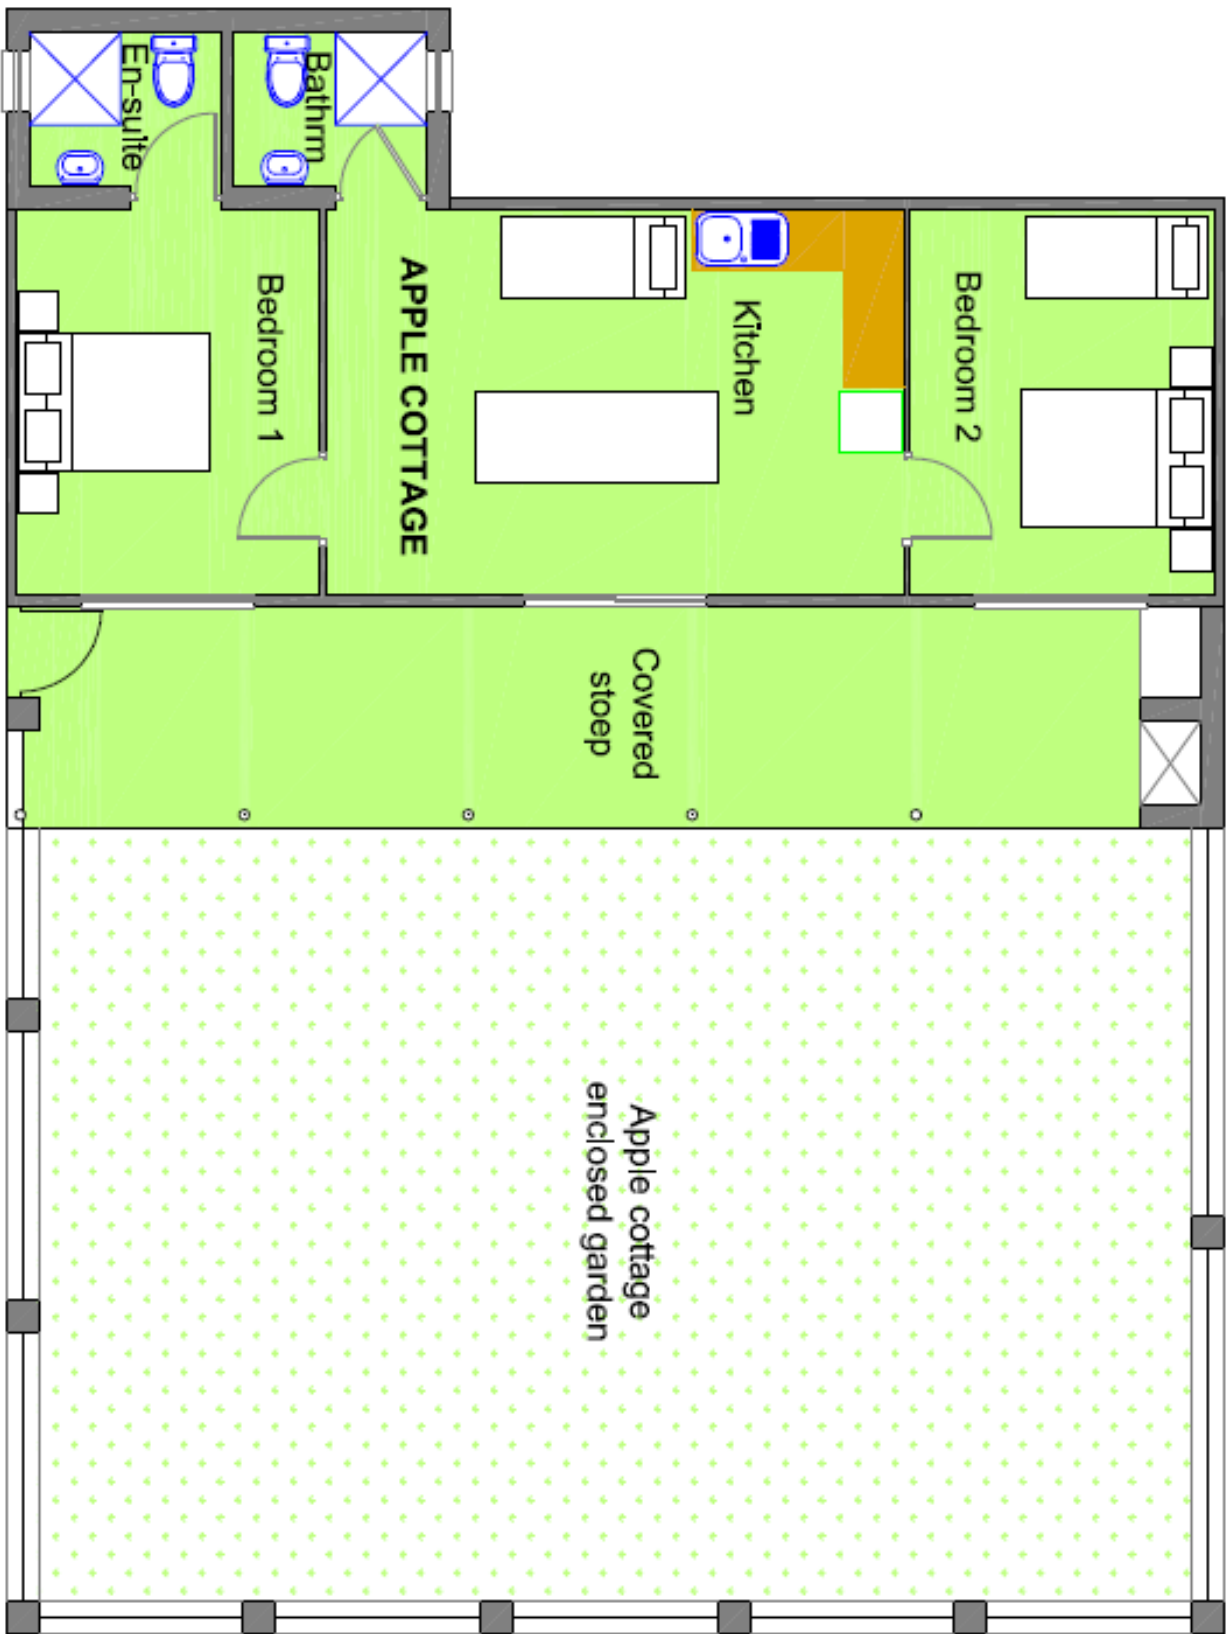 En-suite
Bathrm
Bedroom 1
APPLE COTTAGE
Kitchen
Bedroom 2
Covered
stoep
Apple cottage
enclosed garden